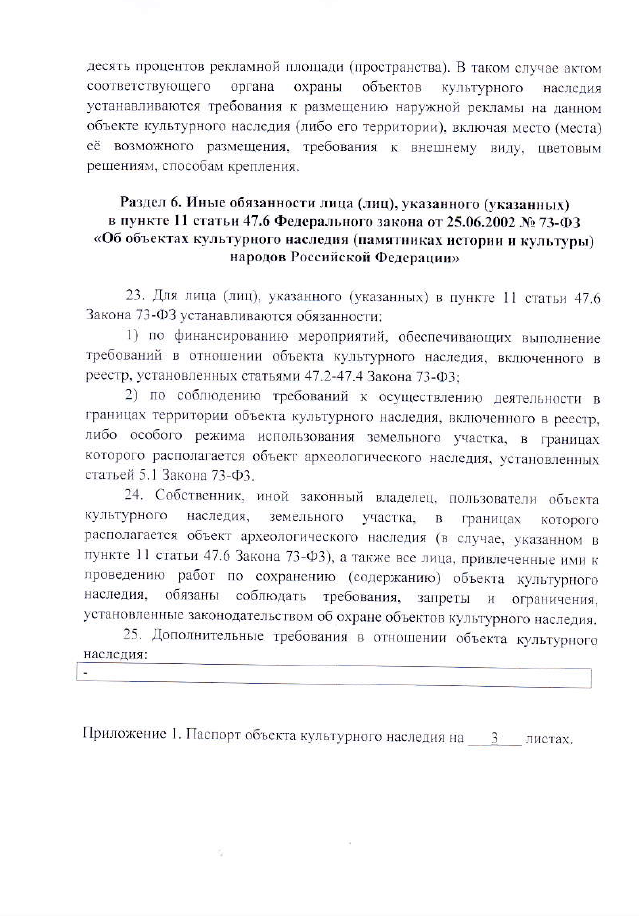 десять процентов рекламной площади (пространства). В таком случае актом
соответствующего органа охраны объектов культурного наследия
устанавливаются требования к размещению наружной рекламы на данном
объекте культурного наследия (либо его территории), включая место (места)
её возможного размещения, требования к внешнему виду, цветовым
решениям, способам крепления.
Раздел 6. Иные обязанности лица (лиц), указанного (указанных)
в пункте 11 статьи 47.6 Федерального закона от 25.06.2002 № 73-ФЗ
«Об объектах культурного наследия (памятниках истории и культуры)
народов Российской Федерации»
23. Для лица (лиц), указанного (указанных) в пункте 11 статьи 47.6
Закона 73-ФЗ устанавливаются обязанности:
1) по финансированию мероприятий, обеспечивающих выполнение
требований в отношении объекта культурного наследия, включенного в
реестр, установленных статьями 47.2-47.4 Закона 73-ФЗ;
2) по соблюдению требований к осуществлению деятельности в
границах территории объекта культурного наследия, включенного в реестр,
либо особого режима использования земельного участка, в границах
которого располагается объект археологического наследия, установленных
статьей 5.1 Закона 73-ФЗ.
24. Собственник, иной законный владелец, пользователи объекта
культурного наследия, земельного участка, в границах которого
располагается объект археологического наследия (в случае, указанном в
пункте 11 статьи 47.6 Закона 73-ФЗ), а также все лица, привлеченные ими к
проведению работ по сохранению (содержанию) объекта культурного
наследия, обязаны соблюдать требования, запреты и ограничения,
установленные законодательством об охране объектов культурного наследия.
25. Дополнительные требования в отношении объекта культурного
наследия:
-
Приложение 1. Паспорт объекта культурного наследия на ___3___ листах.